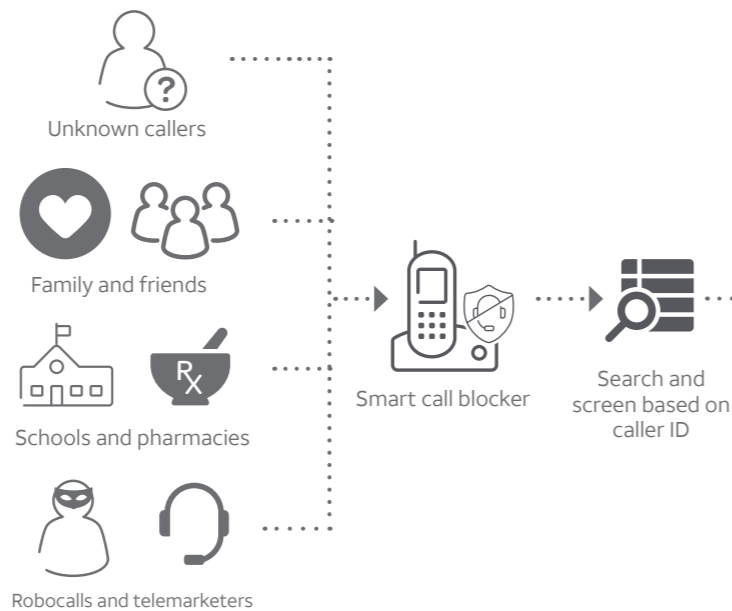 ?
Unknown callers
Family and friends
RX
Schools and pharmacies
Robocalls and telemarketers
Smart call blocker
Search and
screen based on
caller ID